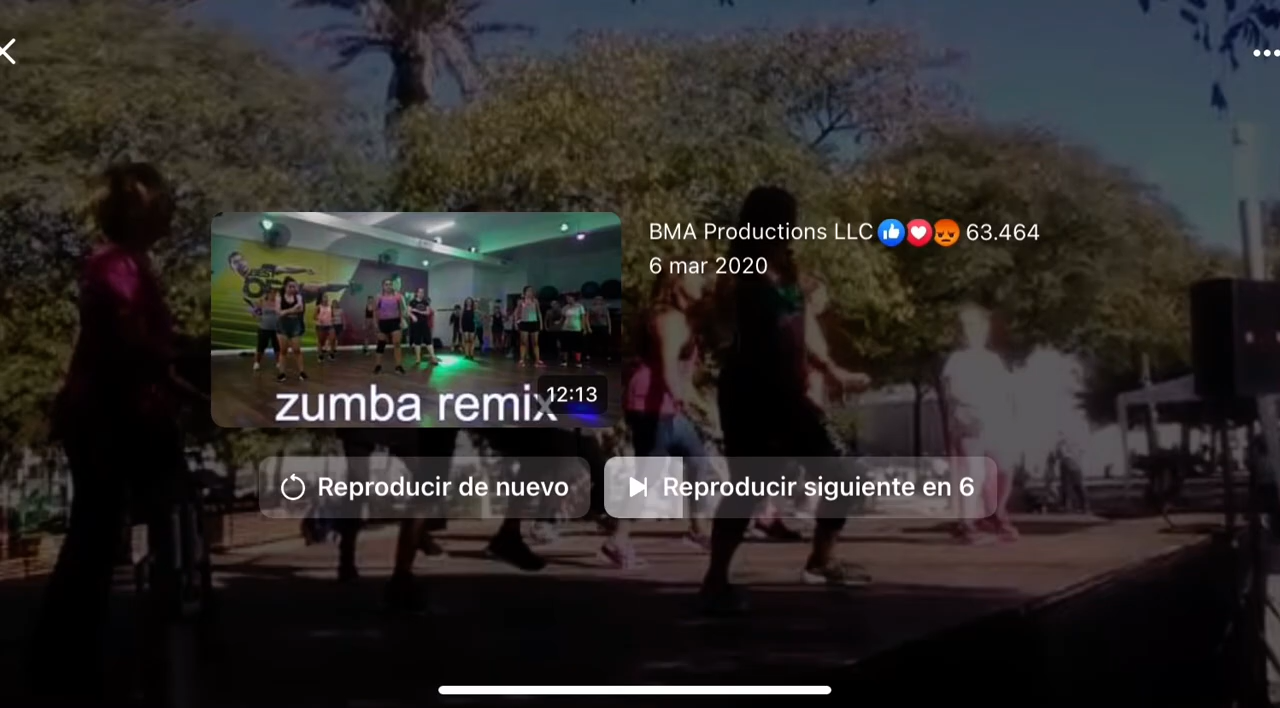 BMA Productions LLC 63.464
6 mar 2020
zumba remix
12:13
Reproducir de nuevo
Reproducir siguiente en 6